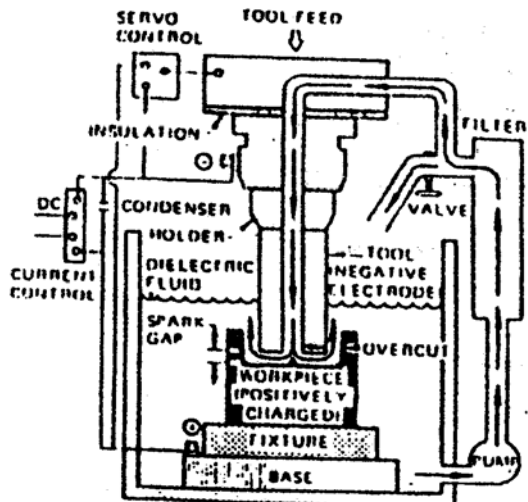 SERVO
CONTROL
TOOL FEED
INSULATION
FILTER
DC
CONDENSER
HOLDER
VALVE
CURRENT
CONTROL
DIELECTRIC
FLUID
TOOL
(NEGATIVE
ELECTRODE)
SPARK
GAP
OVERCUT
WORKPIECE
(POSITIVELY
CHARGED)
FIXTURE
BASE
PUMP